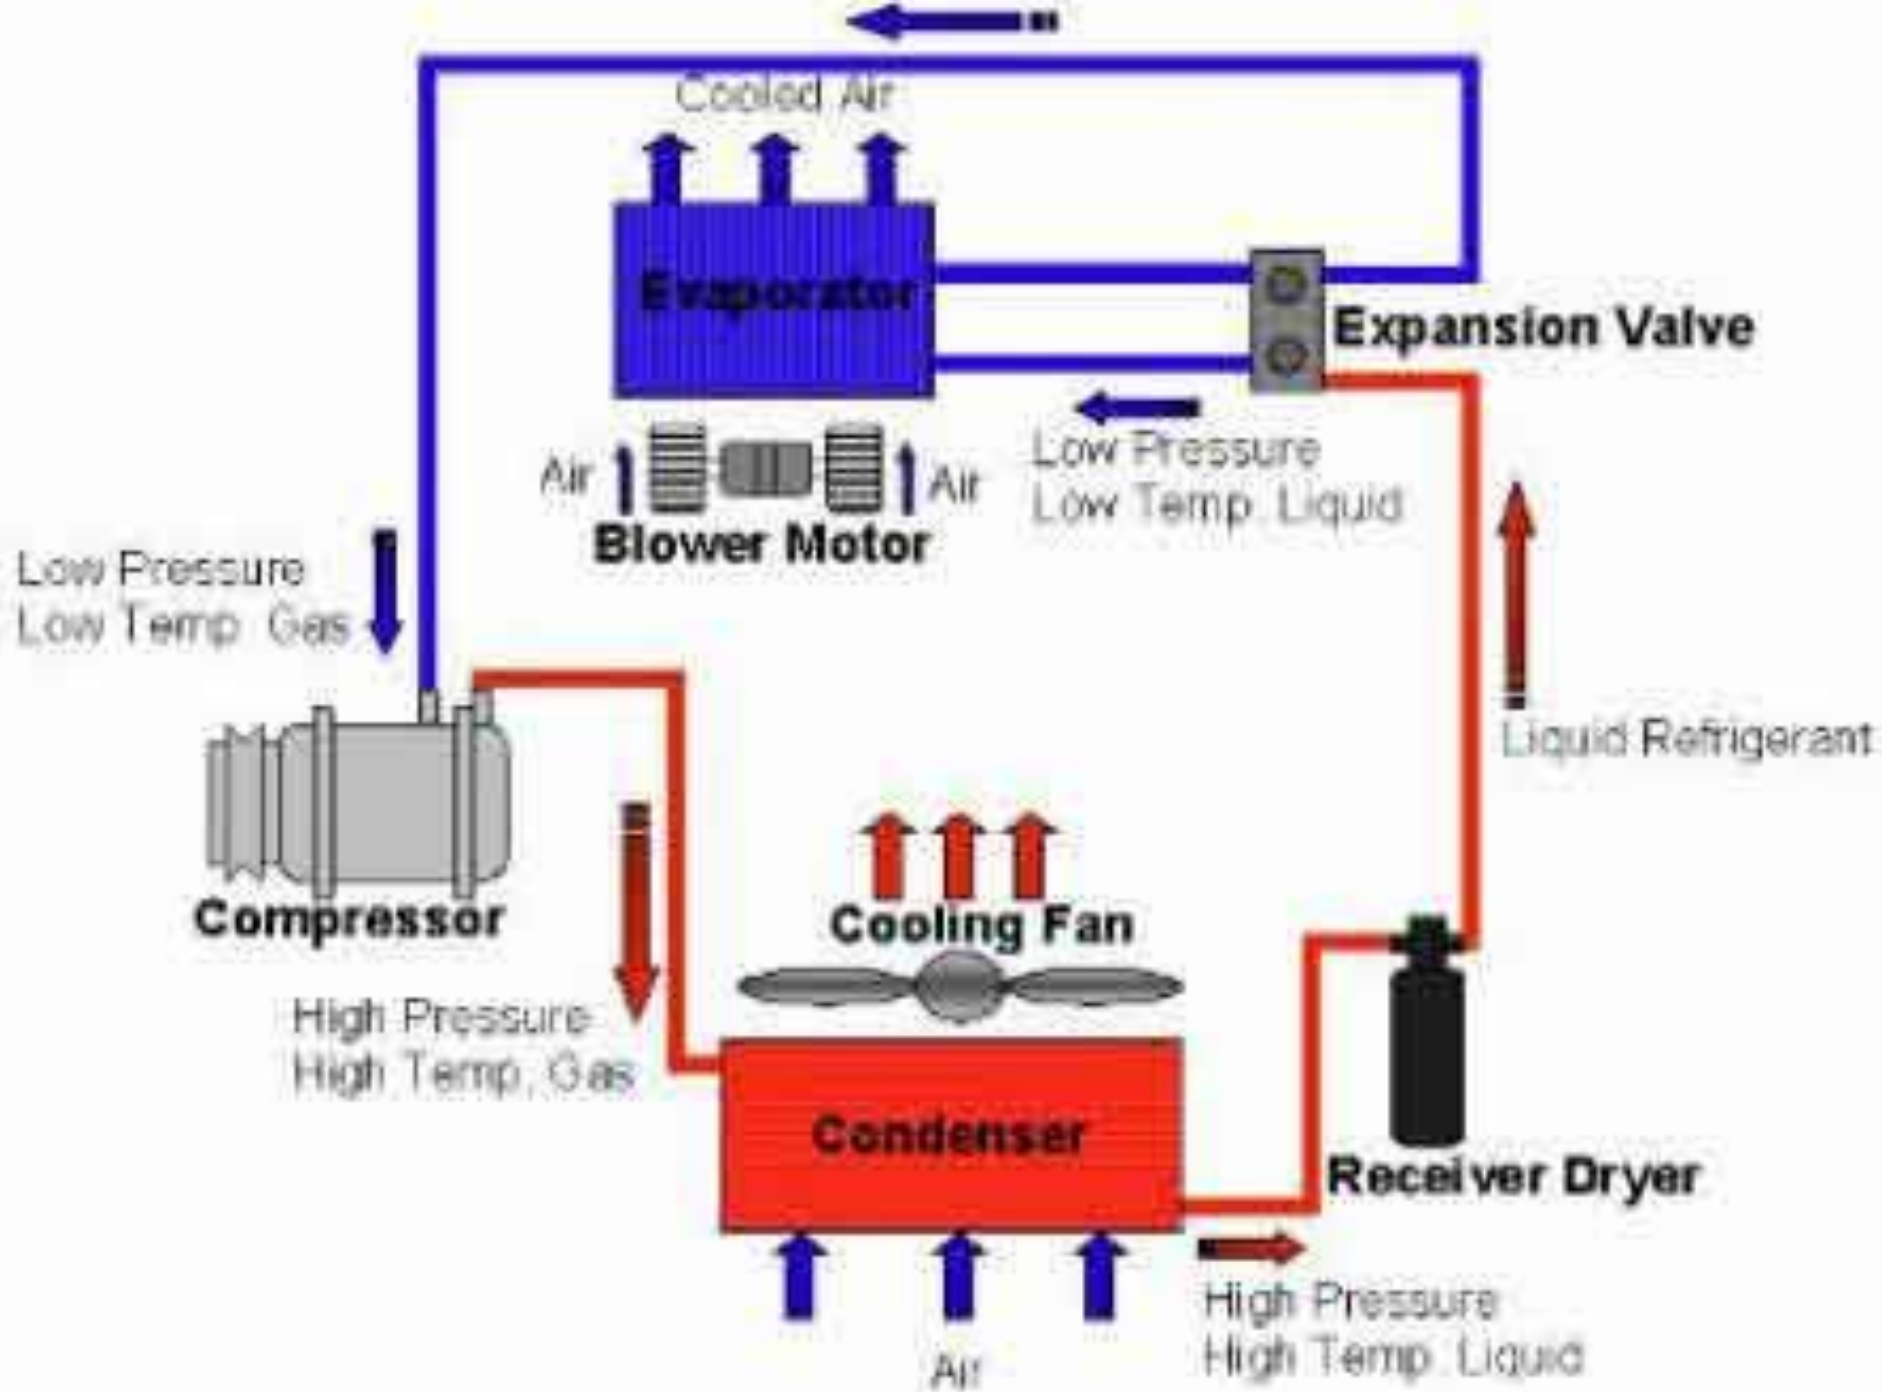 Cooled Air
Evaporator
Expansion Valve
Air
Air
Blower Motor
Low Pressure
Low Temp. Liquid
Low Pressure
Low Temp. Gas
Liquid Refrigerant
Compressor
Cooling Fan
High Pressure
High Temp. Gas
Condenser
Receiver Dryer
High Pressure
High Temp. Liquid
Air